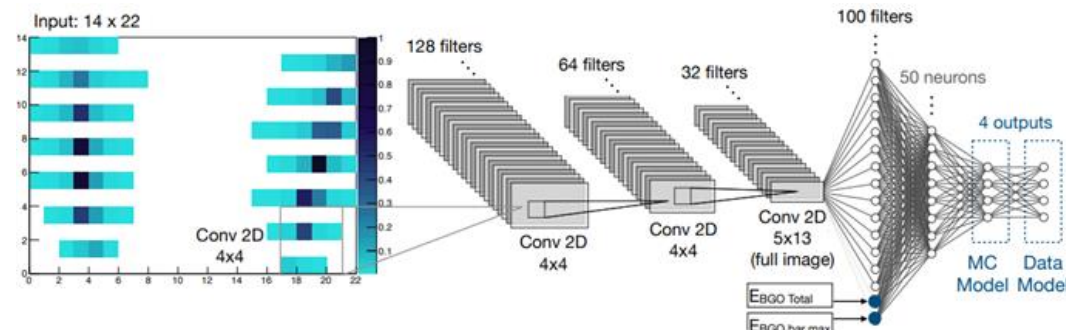 Input: 14 x 22
14
12
10
8
6
4
2
0
0 2 4 6 8 10 12 14 16 18 20 22
1
0.9
0.8
0.7
0.6
0.5
0.4
0.3
0.2
0.1
Conv 2D
4x4
128 filters
Conv 2D
4x4
64 filters
Conv 2D
4x4
32 filters
Conv 2D
5x13
(full image)
100 filters
E BGO Total
E BGO bar max
50 neurons
4 outputs
MC
Model
Data
Model